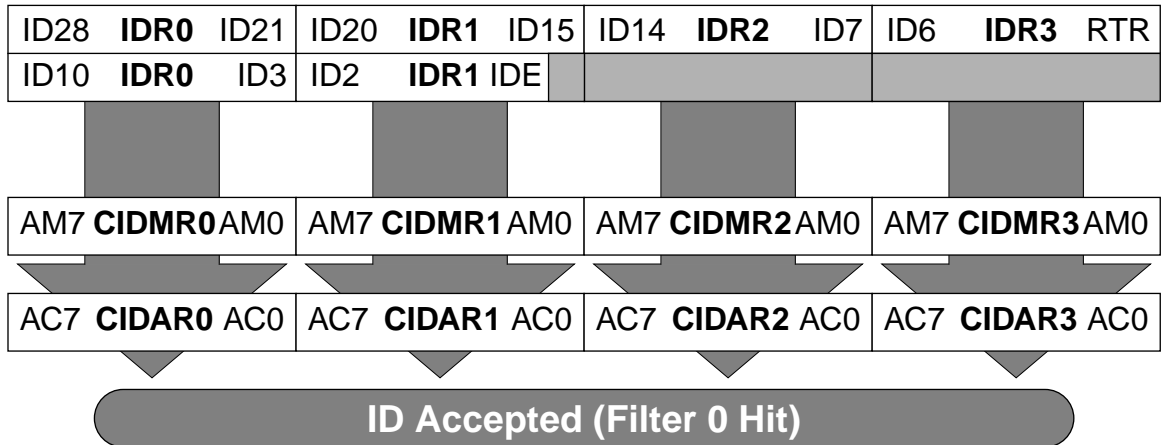 ID28 IDR0 ID21 ID20 IDR1 ID15 ID14 IDR2 ID7 ID6 IDR3 RTR
ID10 IDR0 ID3 ID2 IDR1 IDE
AM7 CIDMR0 AM0 AM7 CIDMR1 AM0 AM7 CIDMR2 AM0 AM7 CIDMR3 AM0
AC7 CIDAR0 AC0 AC7 CIDAR1 AC0 AC7 CIDAR2 AC0 AC7 CIDAR3 AC0
ID Accepted (Filter 0 Hit)